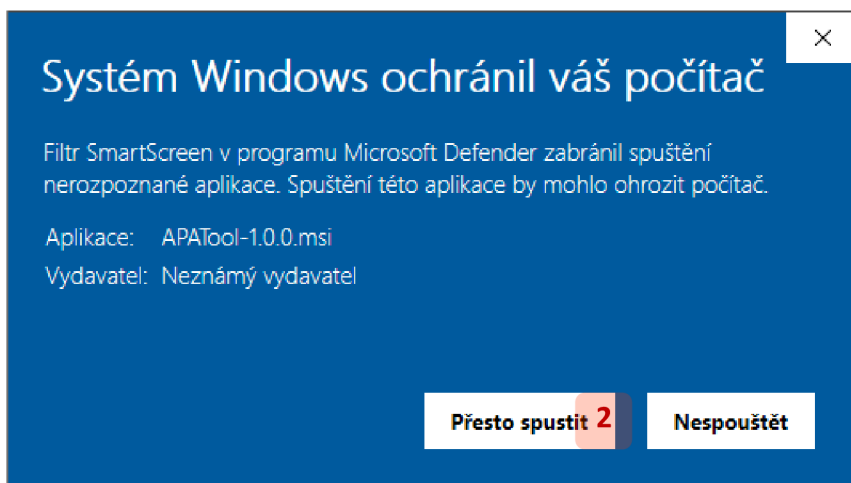 Systém Windows ochránil váš počítač
Filtr SmartScreen v programu Microsoft Defender zabránil spuštění
nerozpoznané aplikace. Spuštění této aplikace by mohlo ohrozit počítač.
Aplikace: APATool-1.0.0.msi
Vydavatel: Neznámý vydavatel
Přesto spustit 2 Nespouštět